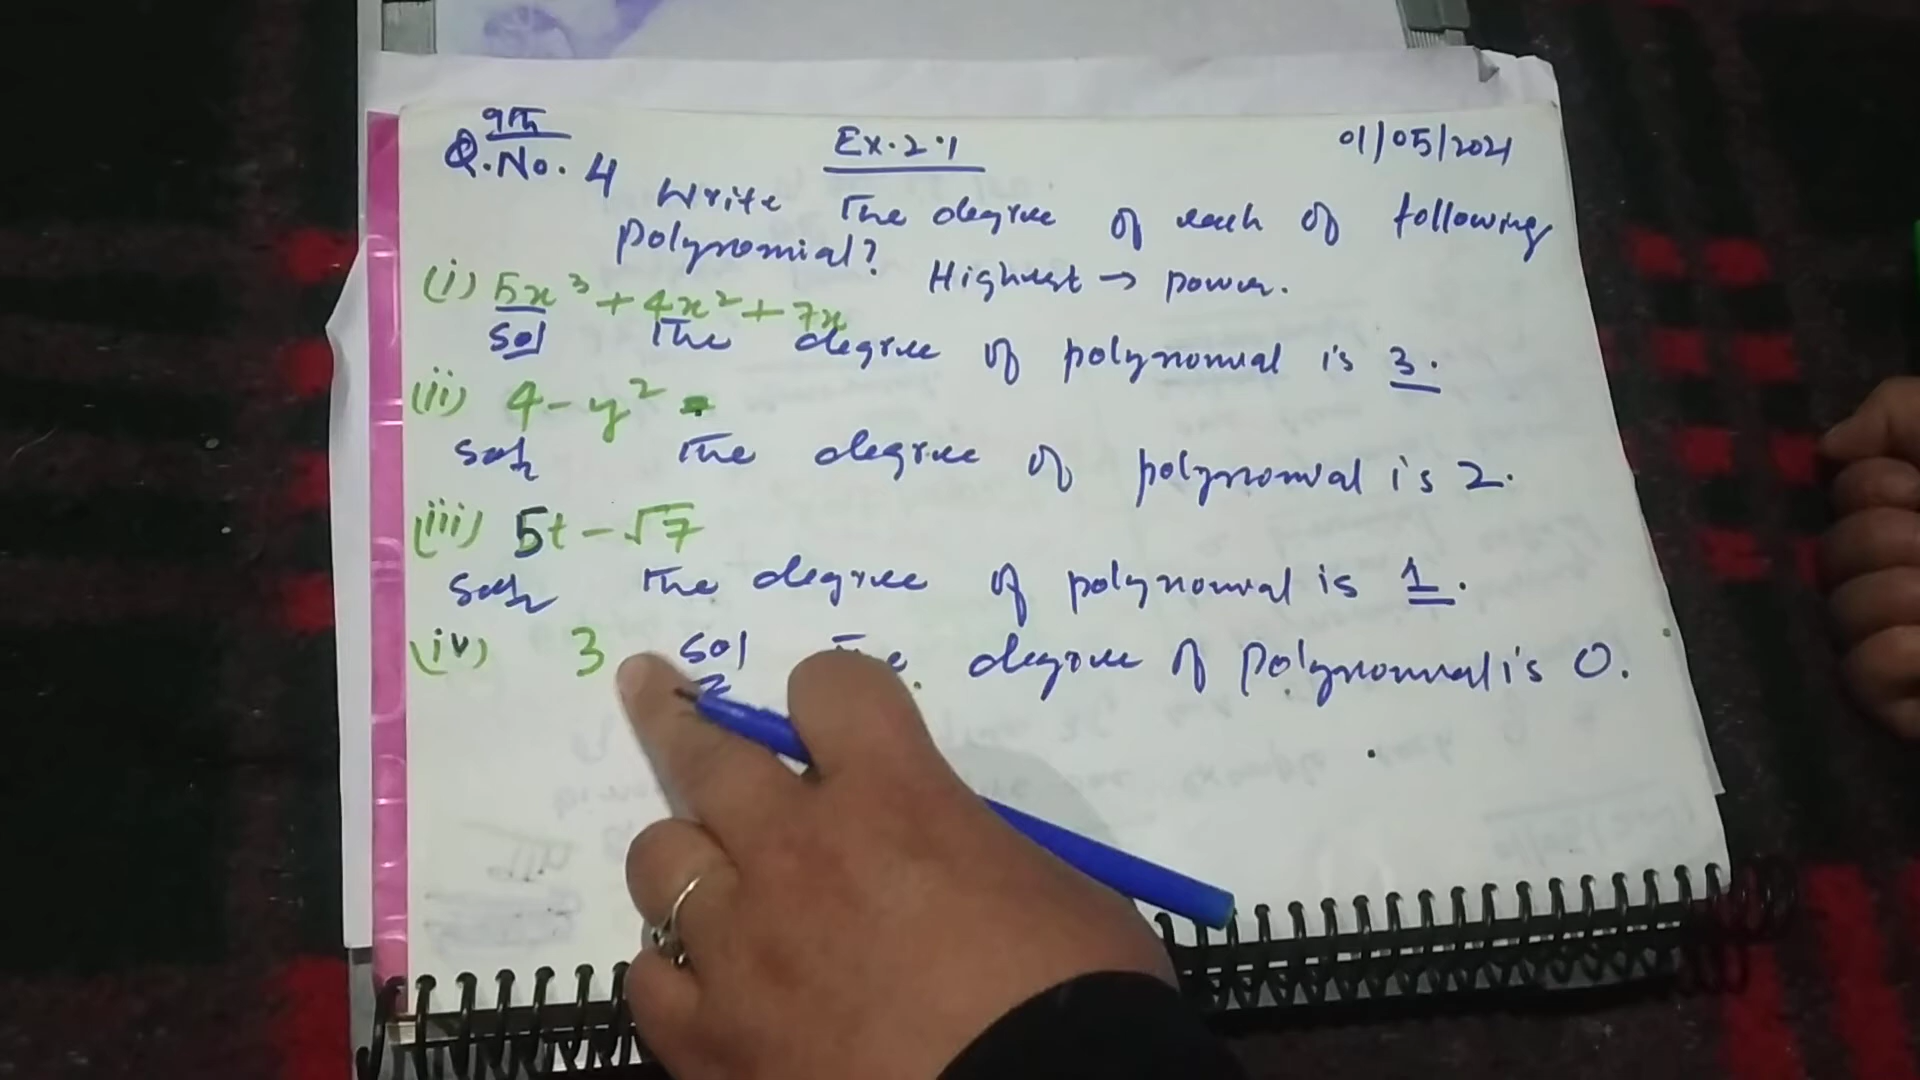 9th Ex.2.1 01/05/2021
Q.No. 4 Write The degree of each of following
polynomial? Highest → power.
(i) 5x³ + 4x² + 7x
Sol The degree of polynomial is 3.
(ii) 4 - y²
Sol The degree of polynomial is 2.
(iii) 5t - √7
Sol The degree of polynomial is 1.
(iv) 3 Sol The degree of polynomial is 0.